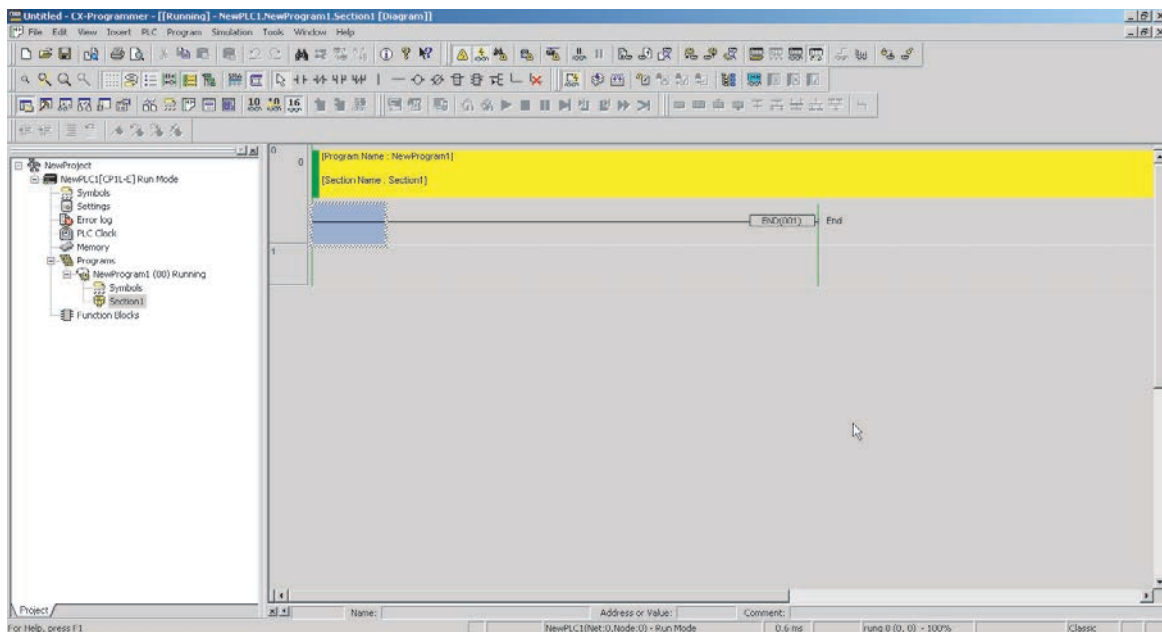 Untitled - CX-Programmer - [[Running] - NewPLC1.NewProgram1.Section1 [Diagram]]
File Edit View Insert PLC Program Simulation Tools Window Help
10 10 16
NewProject
NewPLC1[CP1L-E] Run Mode
Symbols
Settings
Error log
PLC Clock
Memory
Programs
NewProgram1 (00) Running
Symbols
Section1
Function Blocks
0
0
[Program Name : NewProgram1]
[Section Name : Section1]
END(001)
End
1
Project
Name:
Address or Value:
Comment:
For Help, press F1
NewPLC1(Net:0,Node:0) - Run Mode
0.6 ms
rung 0 (0, 0) - 100%
Classic